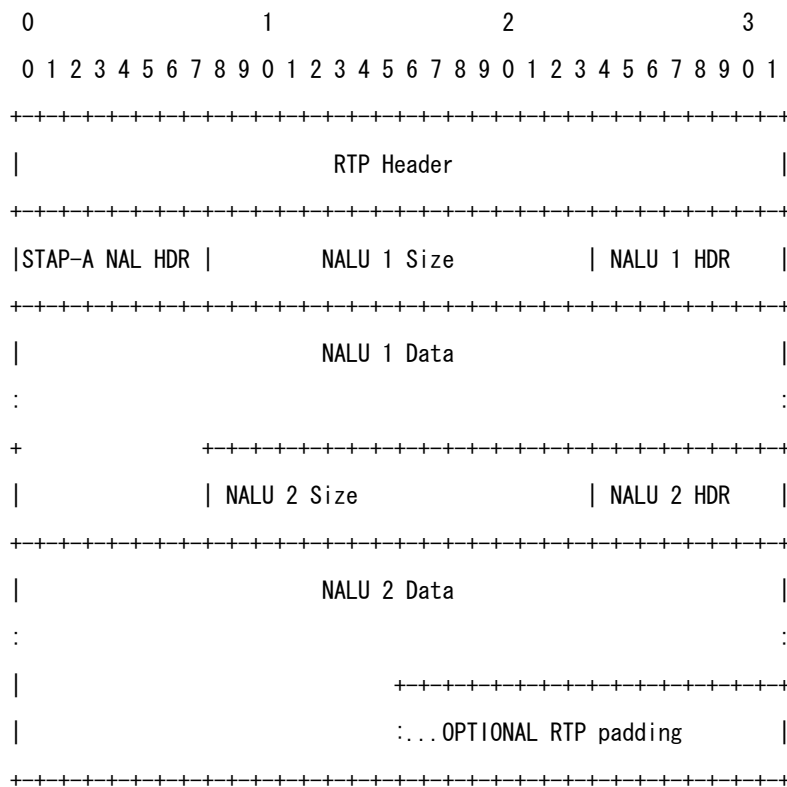 0                   1                   2                   3
0 1 2 3 4 5 6 7 8 9 0 1 2 3 4 5 6 7 8 9 0 1 2 3 4 5 6 7 8 9 0 1
+-+-+-+-+-+-+-+-+-+-+-+-+-+-+-+-+-+-+-+-+-+-+-+-+-+-+-+-+-+-+-+-+
|                          RTP Header                           |
+-+-+-+-+-+-+-+-+-+-+-+-+-+-+-+-+-+-+-+-+-+-+-+-+-+-+-+-+-+-+-+-+
|STAP-A NAL HDR |         NALU 1 Size           | NALU 1 HDR    |
+-+-+-+-+-+-+-+-+-+-+-+-+-+-+-+-+-+-+-+-+-+-+-+-+-+-+-+-+-+-+-+-+
|                         NALU 1 Data                           |
:                                                               :
+               +-+-+-+-+-+-+-+-+-+-+-+-+-+-+-+-+-+-+-+-+-+-+-+-+
|               | NALU 2 Size                   | NALU 2 HDR    |
+-+-+-+-+-+-+-+-+-+-+-+-+-+-+-+-+-+-+-+-+-+-+-+-+-+-+-+-+-+-+-+-+
|                         NALU 2 Data                           |
:                                                               :
|                               +-+-+-+-+-+-+-+-+-+-+-+-+-+-+-+-+
|                               :...OPTIONAL RTP padding        |
+-+-+-+-+-+-+-+-+-+-+-+-+-+-+-+-+-+-+-+-+-+-+-+-+-+-+-+-+-+-+-+-+